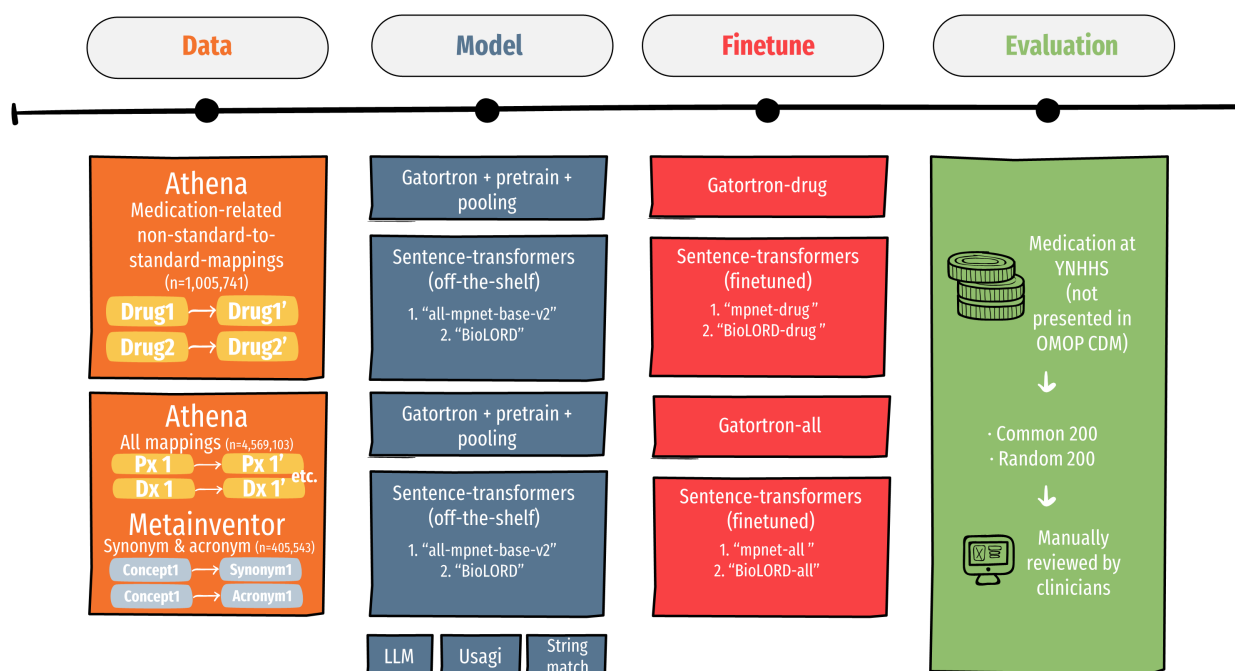 Data
Model
Finetune
Evaluation
Athena
Medication-related
non-standard-to-
standard-mappings
(n=1,005,741)
Drug1
Drug1’
Drug2
Drug2’
Athena
All mappings (n=4,569,103)
Px 1
Px 1’
Dx 1
Dx 1’
etc.
Metainventor
Synonym & acronym (n=405,543)
Concept1
Synonym1
Concept1
Acronym1
Gatortron + pretrain +
pooling
Sentence-transformers
(off-the-shelf)
1. “all-mpnet-base-v2”
2. “BioLORD”
Gatortron + pretrain +
pooling
Sentence-transformers
(off-the-shelf)
1. “all-mpnet-base-v2”
2. “BioLORD”
LLM
Usagi
String
match
Gatortron-drug
Sentence-transformers
(finetuned)
1. “mpnet-drug ”
2. “BioLORD-drug ”
Gatortron-all
Sentence-transformers
(finetuned)
1. “mpnet-all ”
2. “BioLORD-all”
Medication at
YNHHS
(not
presented in
OMOP CDM)
· Common 200
· Random 200
Manually
reviewed by
clinicians